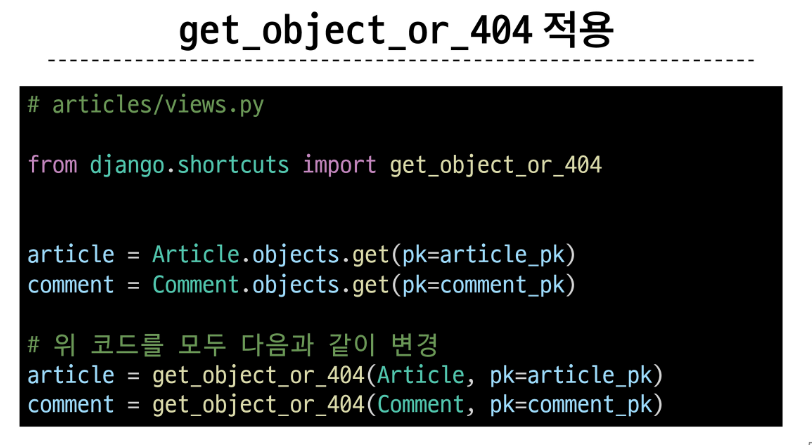 get_object_or_404 적용
# articles/views.py
from django.shortcuts import get_object_or_404
article = Article.objects.get(pk=article_pk)
comment = Comment.objects.get(pk=comment_pk)
# 위 코드를 모두 다음과 같이 변경
article = get_object_or_404(Article, pk=article_pk)
comment = get_object_or_404(Comment, pk=comment_pk)